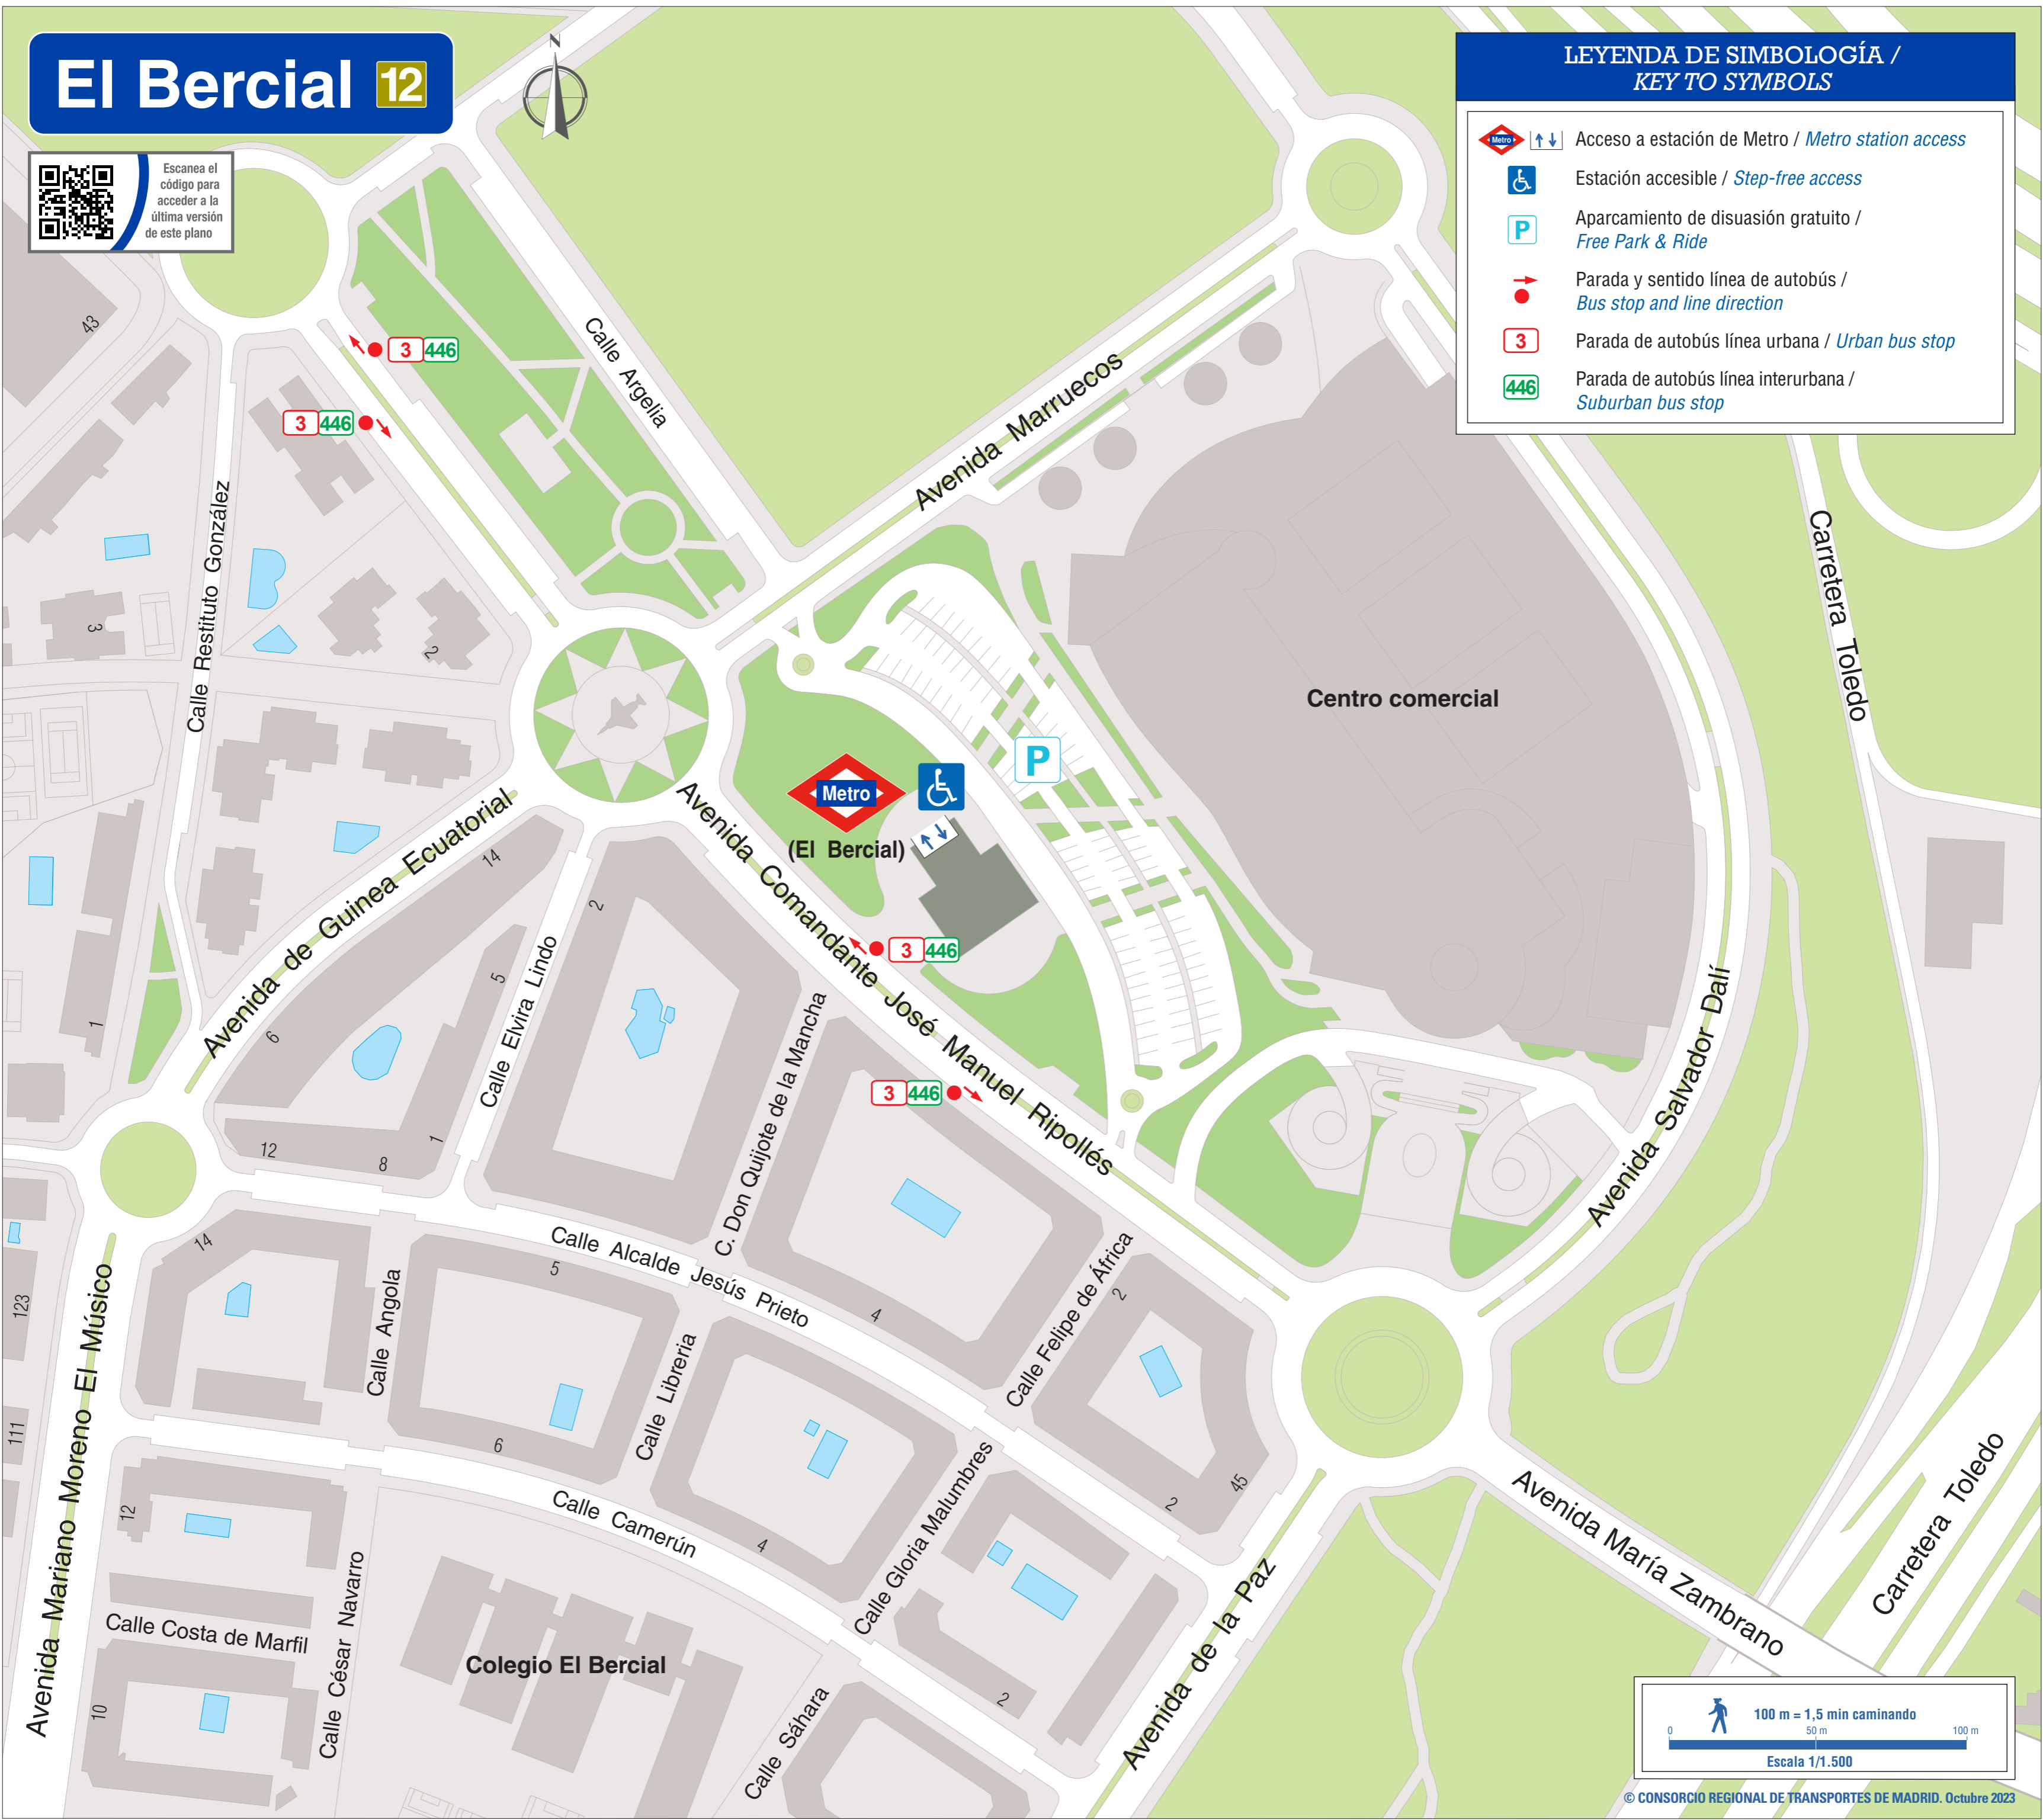 El Bercial 12
Escanea el
código para
acceder a la
última versión
de este plano
N
LEYENDA DE SIMBOLOGÍA /
KEY TO SYMBOLS
Metro Acceso a estación de Metro / Metro station access
Estación accesible / Step-free access
P Aparcamiento de disuasión gratuito /
Free Park & Ride
Parada y sentido línea de autobús /
Bus stop and line direction
3 Parada de autobús línea urbana / Urban bus stop
446 Parada de autobús línea interurbana /
Suburban bus stop
43
3 446
3 446
Calle Argelia
Avenida Marruecos
Calle Restituto González
Carretera Toledo
3
2
Centro comercial
P
Metro
(El Bercial)
Avenida de Guinea Ecuatorial
14
6
5
1
2
Calle Elvira Lindo
Avenida Comandante José Manuel Ripollés
3 446
3 446
C. Don Quijote de la Mancha
Avenida Salvador Dalí
1
12
8
14
Calle Alcalde Jesús Prieto
5
4
Calle Felipe de África
2
2
45
Calle Angola
Calle Libreria
123
111
Avenida Mariano Moreno El Músico
6
4
Calle Camerún
Calle Gloria Malumbres
12
Calle Costa de Marfil
10
Calle César Navarro
Colegio El Bercial
Calle Sáhara
2
Avenida de la Paz
Avenida María Zambrano
Carretera Toledo
100 m = 1,5 min caminando
0 50 m 100 m
Escala 1/1.500
© CONSORCIO REGIONAL DE TRANSPORTES DE MADRID. Octubre 2023